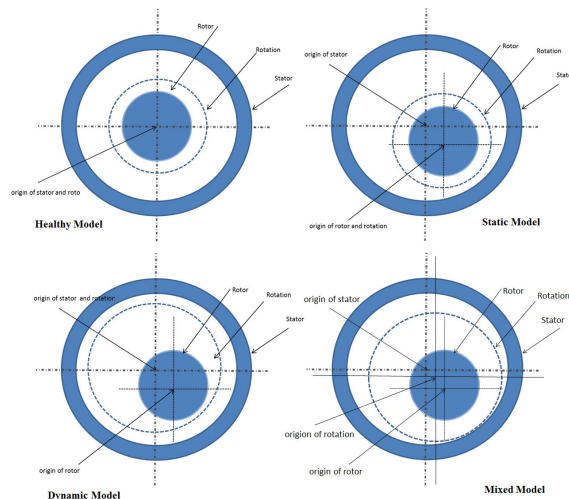 Rotor
Rotation
Stator
origin of stator and roto
Healthy Model
origin of stator
Rotor
Rotation
State
origin of rotor and rotation
Static Model
origin of stator and rotation
Rotor
Rotation
Stator
origin of rotor
Dynamic Model
origin of stator
Rotor
Rotation
Stator
origion of rotation
origin of rotor
Mixed Model